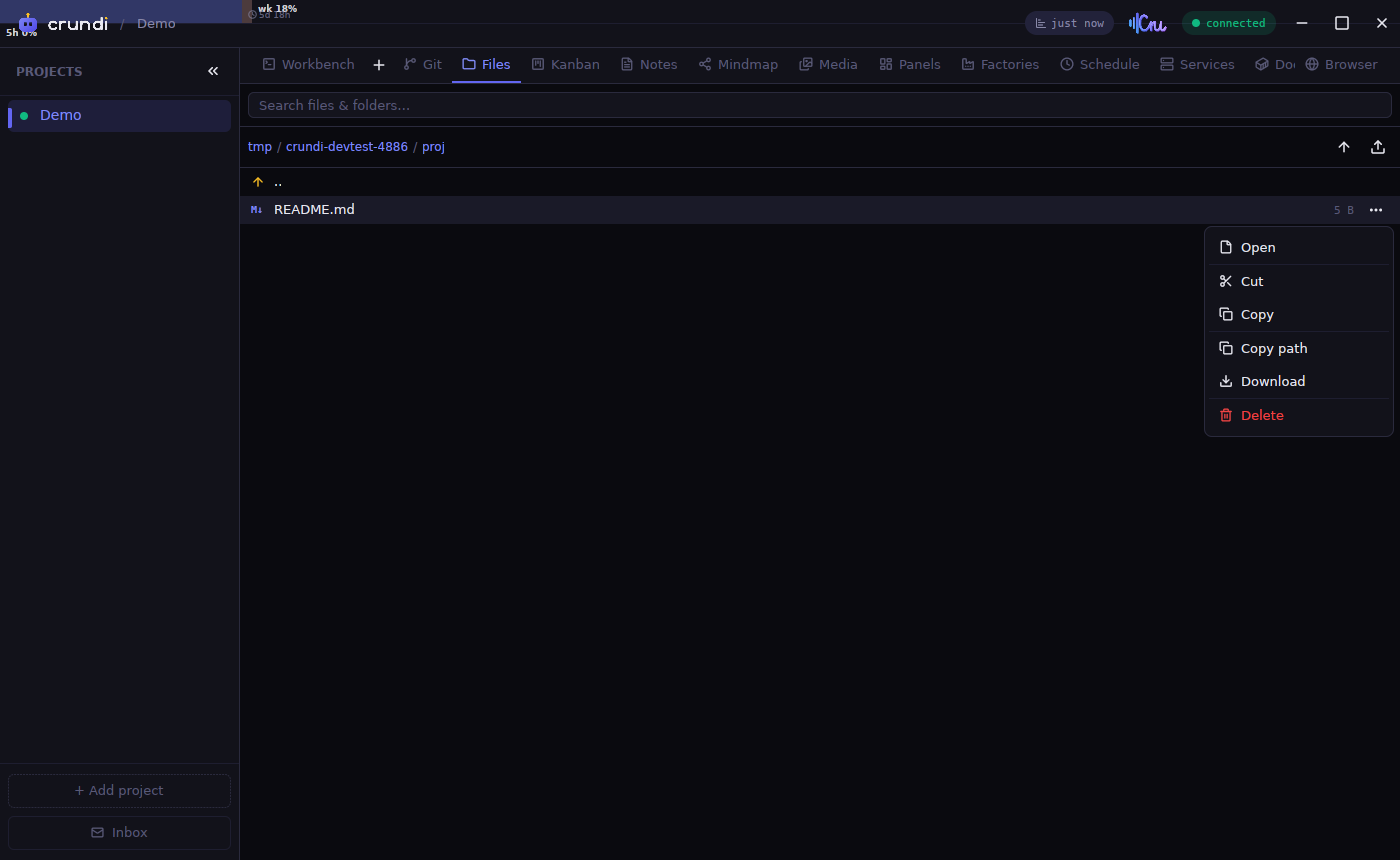 wk 18%
5d 18h
5h 0%
crundi / Demo
just now
connected
PROJECTS
Demo
+ Add project
Inbox
Workbench
Git
Files
Kanban
Notes
Mindmap
Media
Panels
Factories
Schedule
Services
Do
Browser
Search files & folders...
tmp / crundi-devtest-4886 / proj
..
M↓ README.md 5 B
Open
Cut
Copy
Copy path
Download
Delete